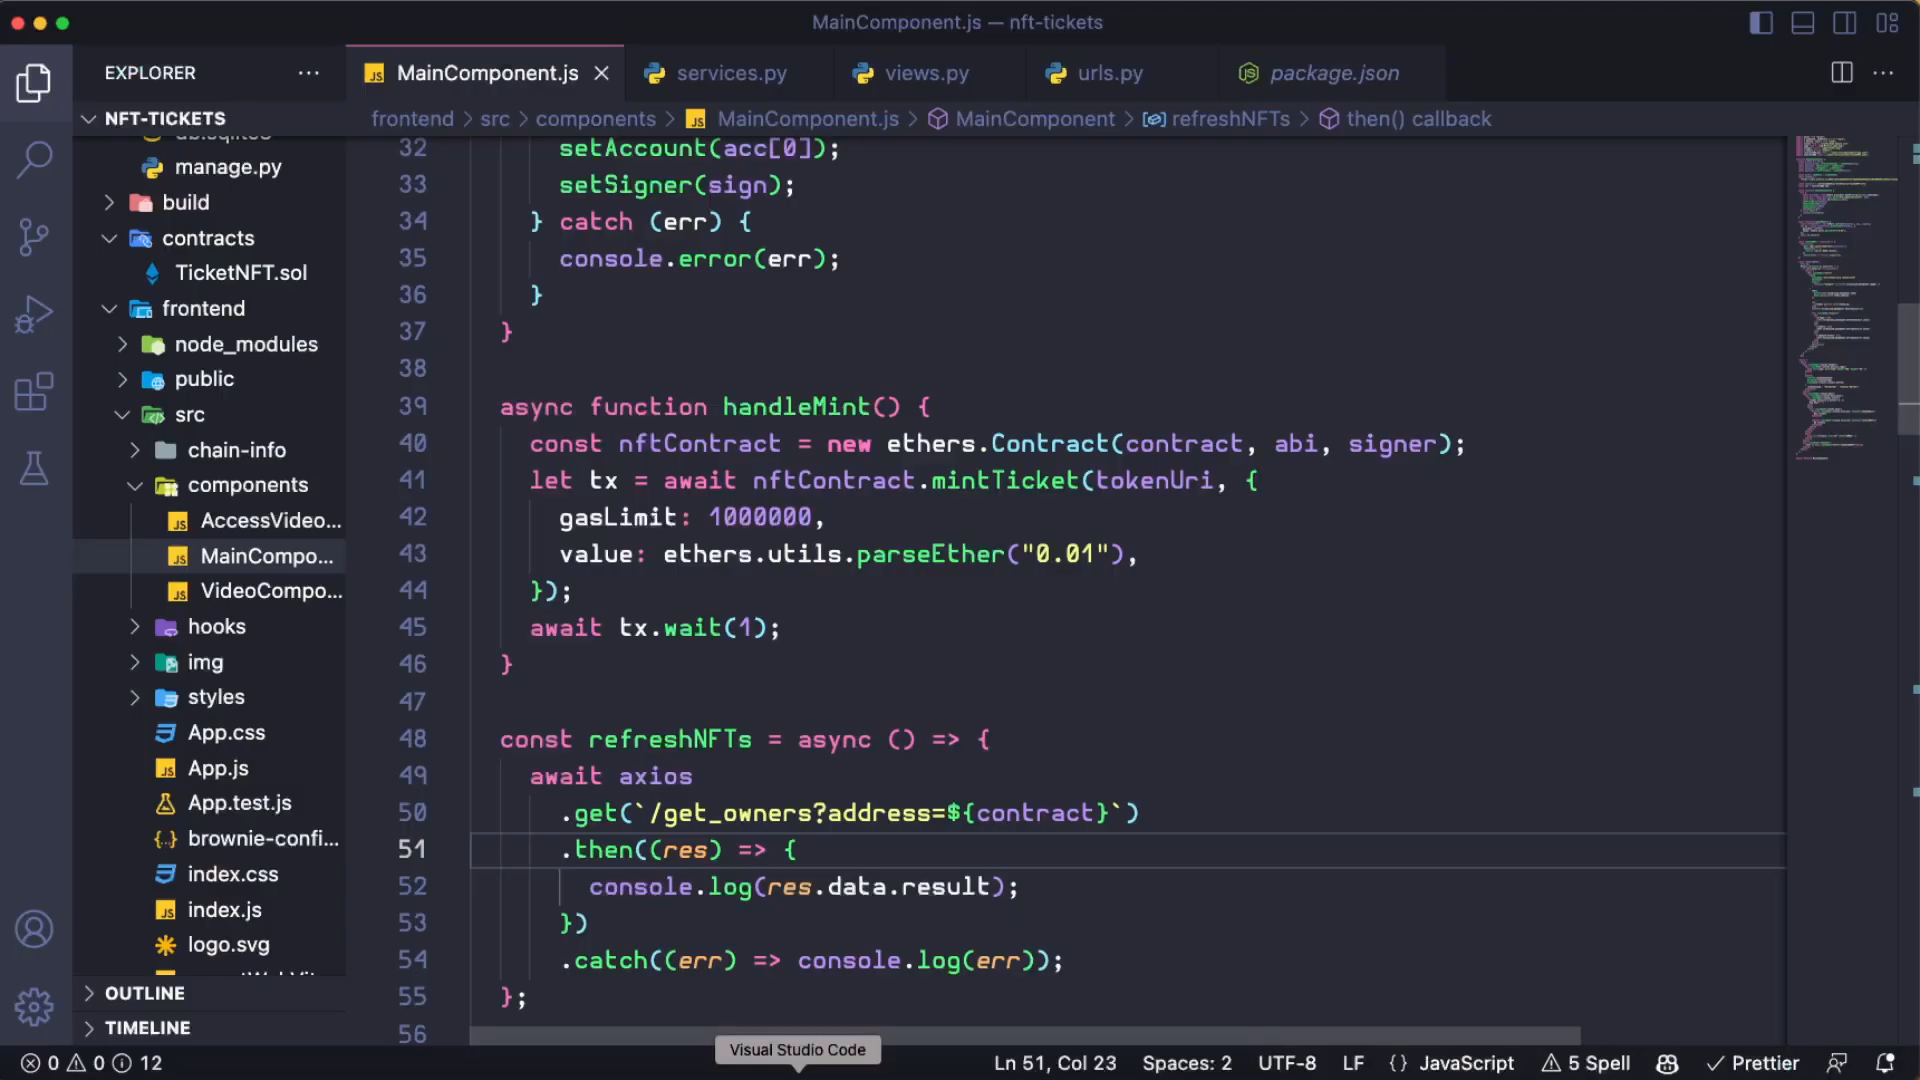 MainComponent.js — nft-tickets
EXPLORER
MainComponent.js
services.py
views.py
urls.py
package.json
NFT-TICKETS
frontend > src > components > MainComponent.js > MainComponent > refreshNFTs > then() callback
manage.py
build
contracts
TicketNFT.sol
frontend
node_modules
public
src
chain-info
components
AccessVideo...
MainCompo...
VideoCompo...
hooks
img
styles
App.css
App.js
App.test.js
brownie-confi...
index.css
index.js
logo.svg
OUTLINE
TIMELINE
32 setAccount(acc[0]);
33 setSigner(sign);
34 } catch (err) {
35 console.error(err);
36 }
37 }
38
39 async function handleMint() {
40 const nftContract = new ethers.Contract(contract, abi, signer);
41 let tx = await nftContract.mintTicket(tokenUri, {
42 gasLimit: 1000000,
43 value: ethers.utils.parseEther("0.01"),
44 });
45 await tx.wait(1);
46 }
47
48 const refreshNFTs = async () => {
49 await axios
50 .get(`/get_owners?address=${contract}`)
51 .then((res) => {
52 console.log(res.data.result);
53 })
54 .catch((err) => console.log(err));
55 };
56
Visual Studio Code
0 0 12
Ln 51, Col 23
Spaces: 2
UTF-8
LF
{ } JavaScript
5 Spell
Prettier